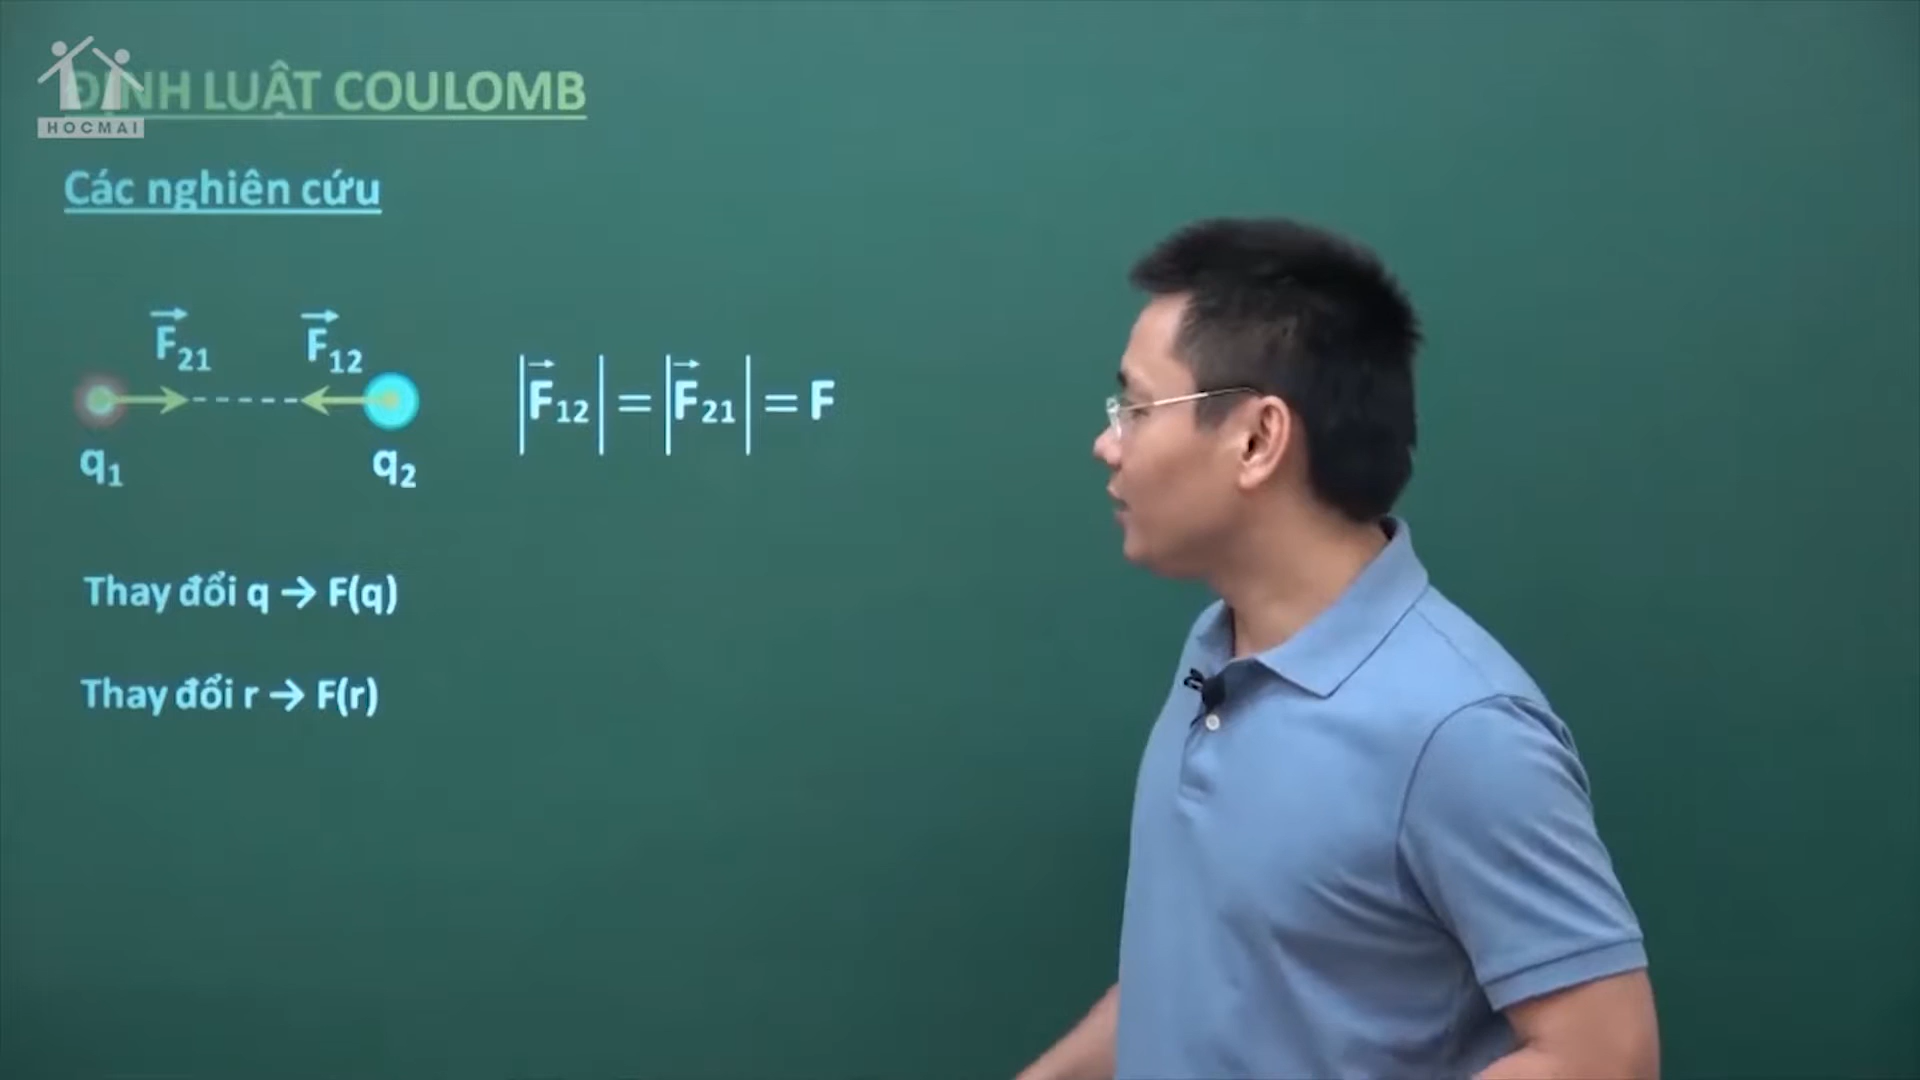 HOCMAI
ĐỊNH LUẬT COULOMB
Các nghiên cứu
F⃗₂₁ F⃗₁₂
|F⃗₁₂| = |F⃗₂₁| = F
q₁ q₂
Thay đổi q → F(q)
Thay đổi r → F(r)